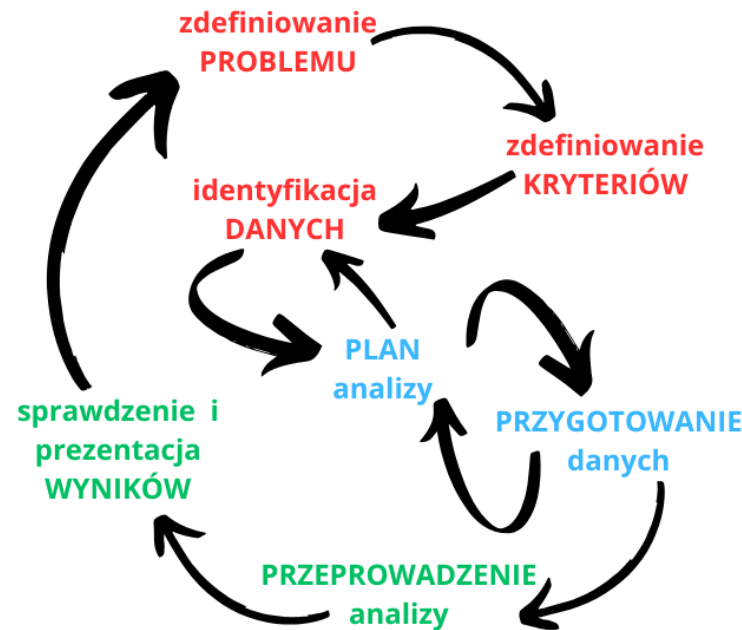 zdefiniowanie
PROBLEMU
zdefiniowanie
KRYTERIÓW
identyfikacja
DANYCH
PLAN
analizy
PRZYGOTOWANIE
danych
PRZEPROWADZENIE
analizy
sprawdzenie i
prezentacja
WYNIKÓW